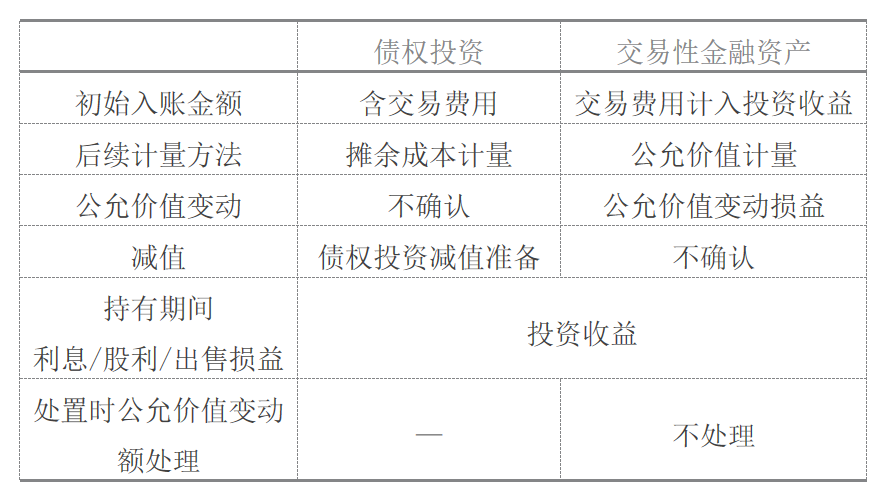 债权投资 交易性金融资产
初始入账金额 含交易费用 交易费用计入投资收益
后续计量方法 摊余成本计量 公允价值计量
公允价值变动 不确认 公允价值变动损益
减值 债权投资减值准备 不确认
持有期间
利息/股利/出售损益 投资收益
处置时公允价值变动
额处理 — 不处理